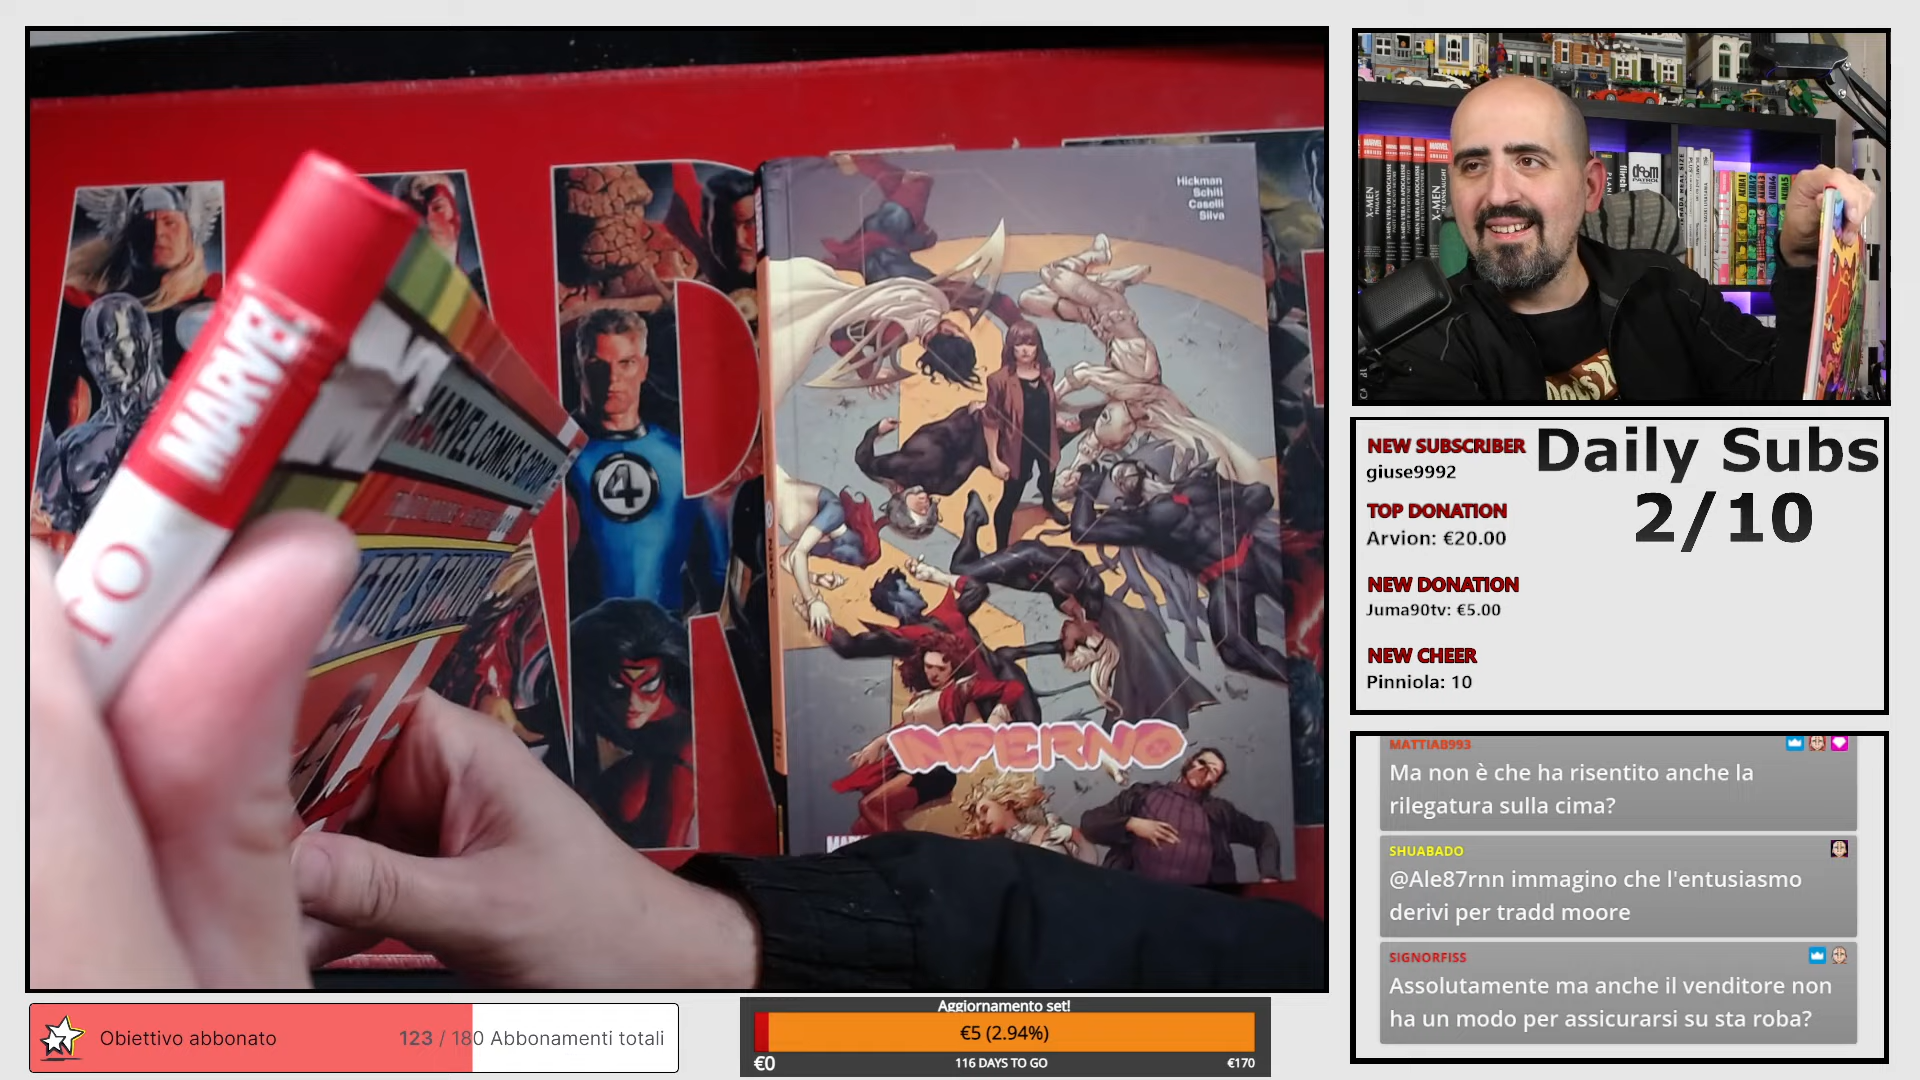 Hickman
Schiti
Caselli
Silva
MARVEL
MARVEL COMICS GROUP
10
INFERNO
X-MEN
NEW SUBSCRIBER
giuse9992
TOP DONATION
Arvion: €20.00
NEW DONATION
Juma90tv: €5.00
NEW CHEER
Pinniola: 10
Daily Subs
2/10
MATTIAB993
Ma non è che ha risentito anche la
rilegatura sulla cima?
SHUABADO
@Ale87rnn immagino che l'entusiasmo
derivi per tradd moore
SIGNORFISS
Assolutamente ma anche il venditore non
ha un modo per assicurarsi su sta roba?
Obiettivo abbonato
123 / 180 Abbonamenti totali
Aggiornamento set!
€5 (2.94%)
€0
116 DAYS TO GO
€170